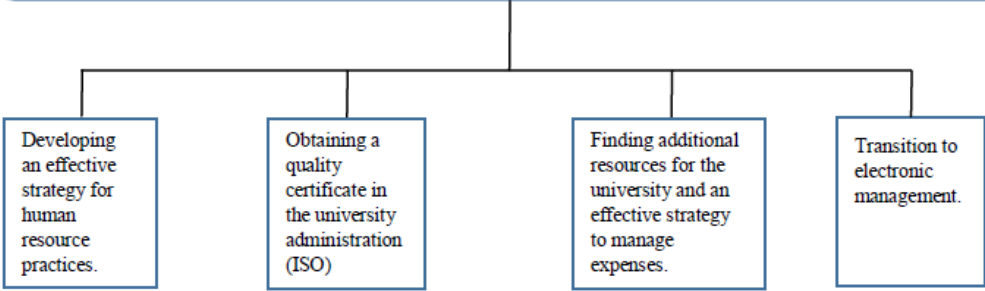 Developing
an effective
strategy for
human
resource
practices.
Obtaining a
quality
certificate in
the university
administration
(ISO)
Finding additional
resources for the
university and an
effective strategy
to manage
expenses.
Transition to
electronic
management.